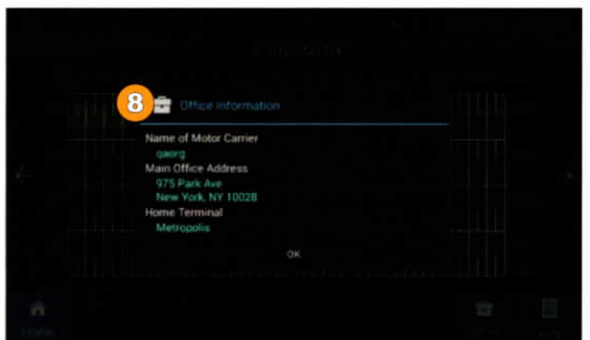 8
Office Information
Name of Motor Carrier
qaorg
Main Office Address
975 Park Ave
New York, NY 10028
Home Terminal
Metropolis
OK
HOME